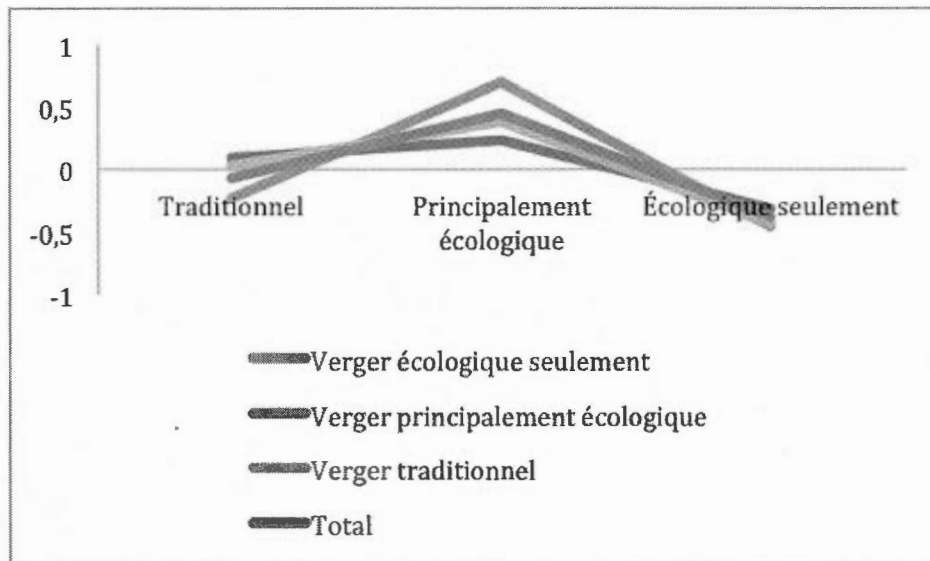 1
0,5
0
-0,5
-1
Traditionnel
Principalement
écologique
Écologique seulement
Verger écologique seulement
Verger principalement écologique
Verger traditionnel
Total